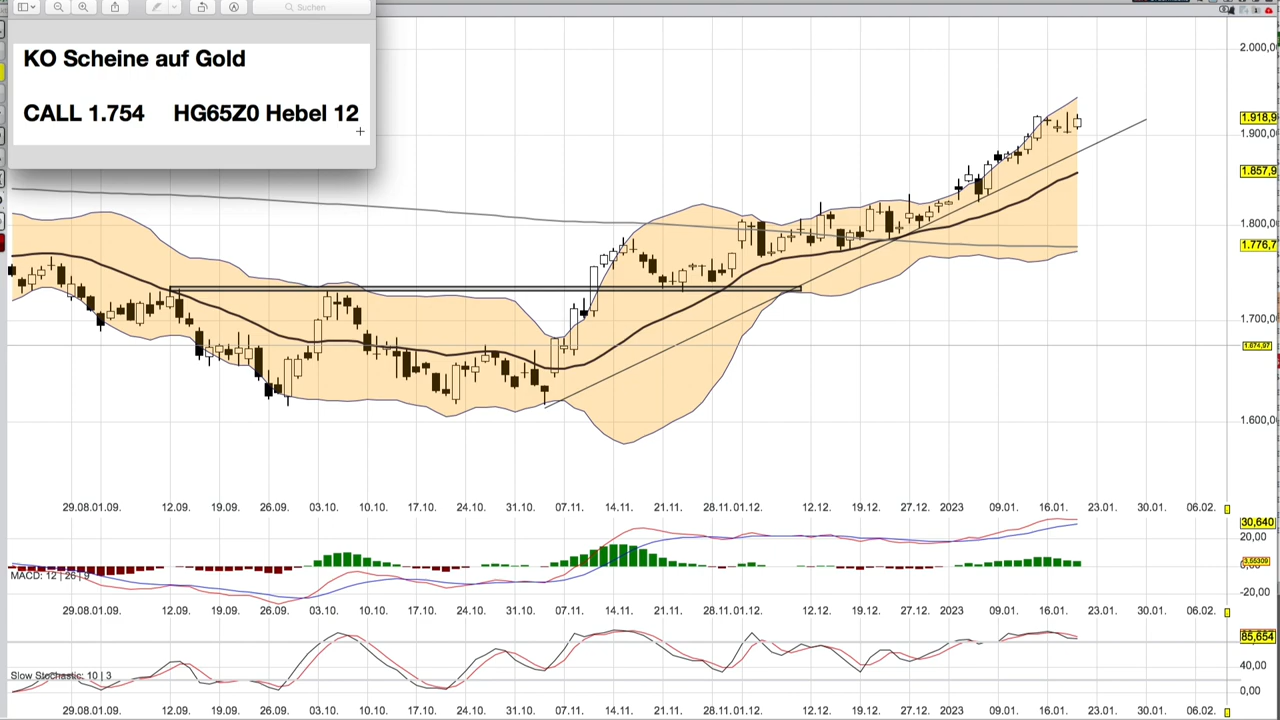 Suchen
KO Scheine auf Gold
CALL 1.754 HG65Z0 Hebel 12
2.000,0
1.918,9
1.900,0
1.857,9
1.800,0
1.776,7
1.700,0
1.674,97
1.600,0
29.08.01.09. 12.09. 19.09. 26.09. 03.10. 10.10. 17.10. 24.10. 31.10. 07.11. 14.11. 21.11. 28.11.01.12. 12.12. 19.12. 27.12. 2023 09.01. 16.01. 23.01. 30.01. 06.02.
30,640
20,00
MACD: 12 | 26 | 9
-20,00
29.08.01.09. 12.09. 19.09. 26.09. 03.10. 10.10. 17.10. 24.10. 31.10. 07.11. 14.11. 21.11. 28.11.01.12. 12.12. 19.12. 27.12. 2023 09.01. 16.01. 23.01. 30.01. 06.02.
85,654
40,00
Slow Stochastic: 10 | 3
0,00
29.08.01.09. 12.09. 19.09. 26.09. 03.10. 10.10. 17.10. 24.10. 31.10. 07.11. 14.11. 21.11. 28.11.01.12. 12.12. 19.12. 27.12. 2023 09.01. 16.01. 23.01. 30.01. 06.02.